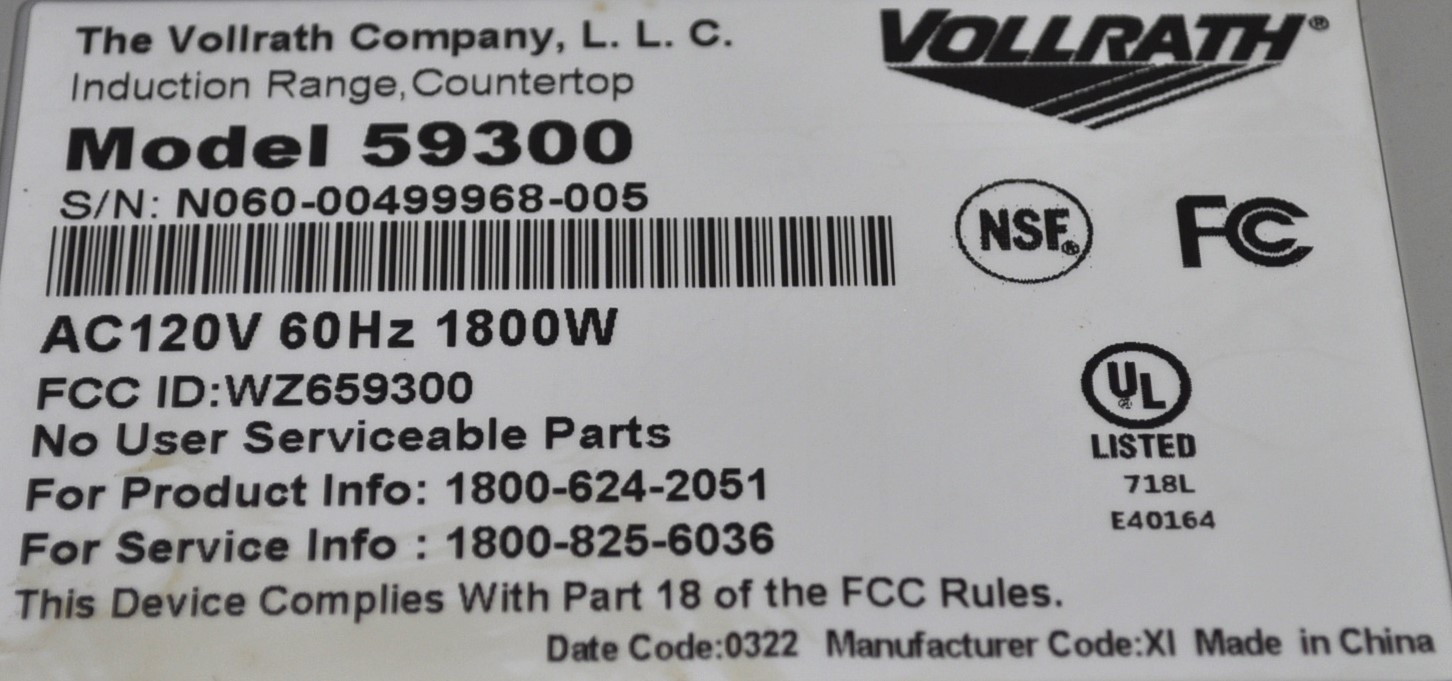 The Vollrath Company, L. L. C.
Induction Range, Countertop
Model 59300
S/N: N060-00499968-005
VOLLRATH®
NSF®
FC
AC120V 60Hz 1800W
FCC ID:WZ659300
No User Serviceable Parts
For Product Info: 1800-624-2051
For Service Info : 1800-825-6036
UL
LISTED
718L
E40164
This Device Complies With Part 18 of the FCC Rules.
Date Code:0322 Manufacturer Code:XI Made in China